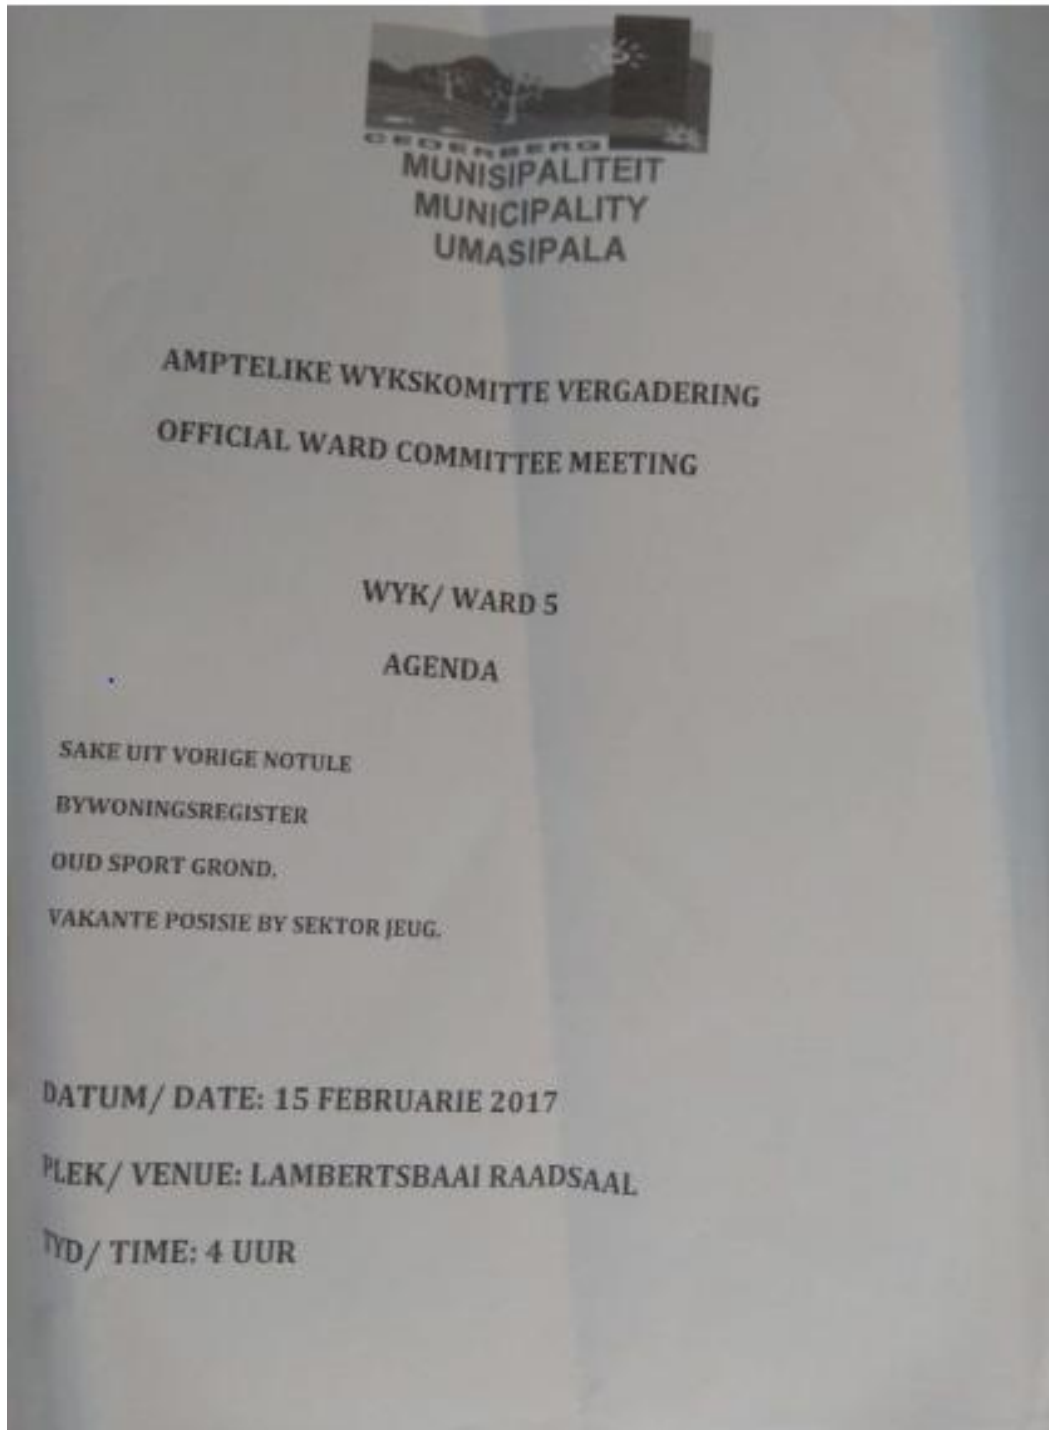 CEDERBERG
MUNISIPALITEIT
MUNICIPALITY
UMASIPALA
AMPTELIKE WYKSKOMITTE VERGADERING
OFFICIAL WARD COMMITTEE MEETING
WYK/ WARD 5
AGENDA
SAKE UIT VORIGE NOTULE
BYWONINGSREGISTER
OUD SPORT GROND.
VAKANTE POSISIE BY SEKTOR JEUG.
DATUM/ DATE: 15 FEBRUARIE 2017
PLEK/ VENUE: LAMBERTSBAAI RAADSAAL
TYD/ TIME: 4 UUR